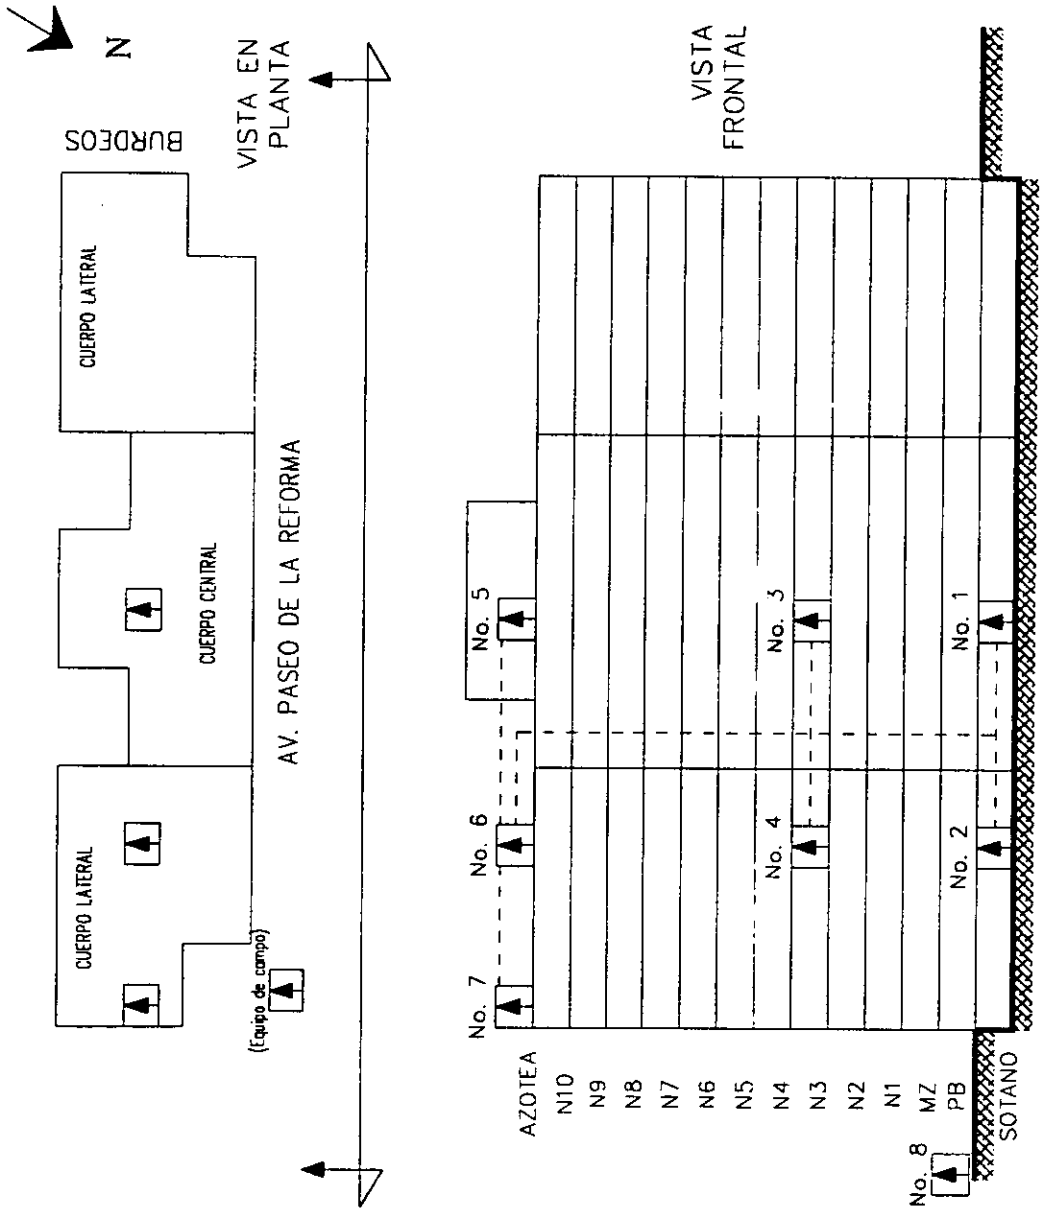 N
BURDEOS
VISTA EN
PLANTA
CUERPO LATERAL
CUERPO CENTRAL
CUERPO LATERAL
AV. PASEO DE LA REFORMA
(Equipo de campo)
VISTA
FRONTAL
No. 7
No. 6
No. 5
No. 4
No. 3
No. 2
No. 1
No. 8
AZOTEA
N10
N9
N8
N7
N6
N5
N4
N3
N2
N1
MZ
PB
SOTANO